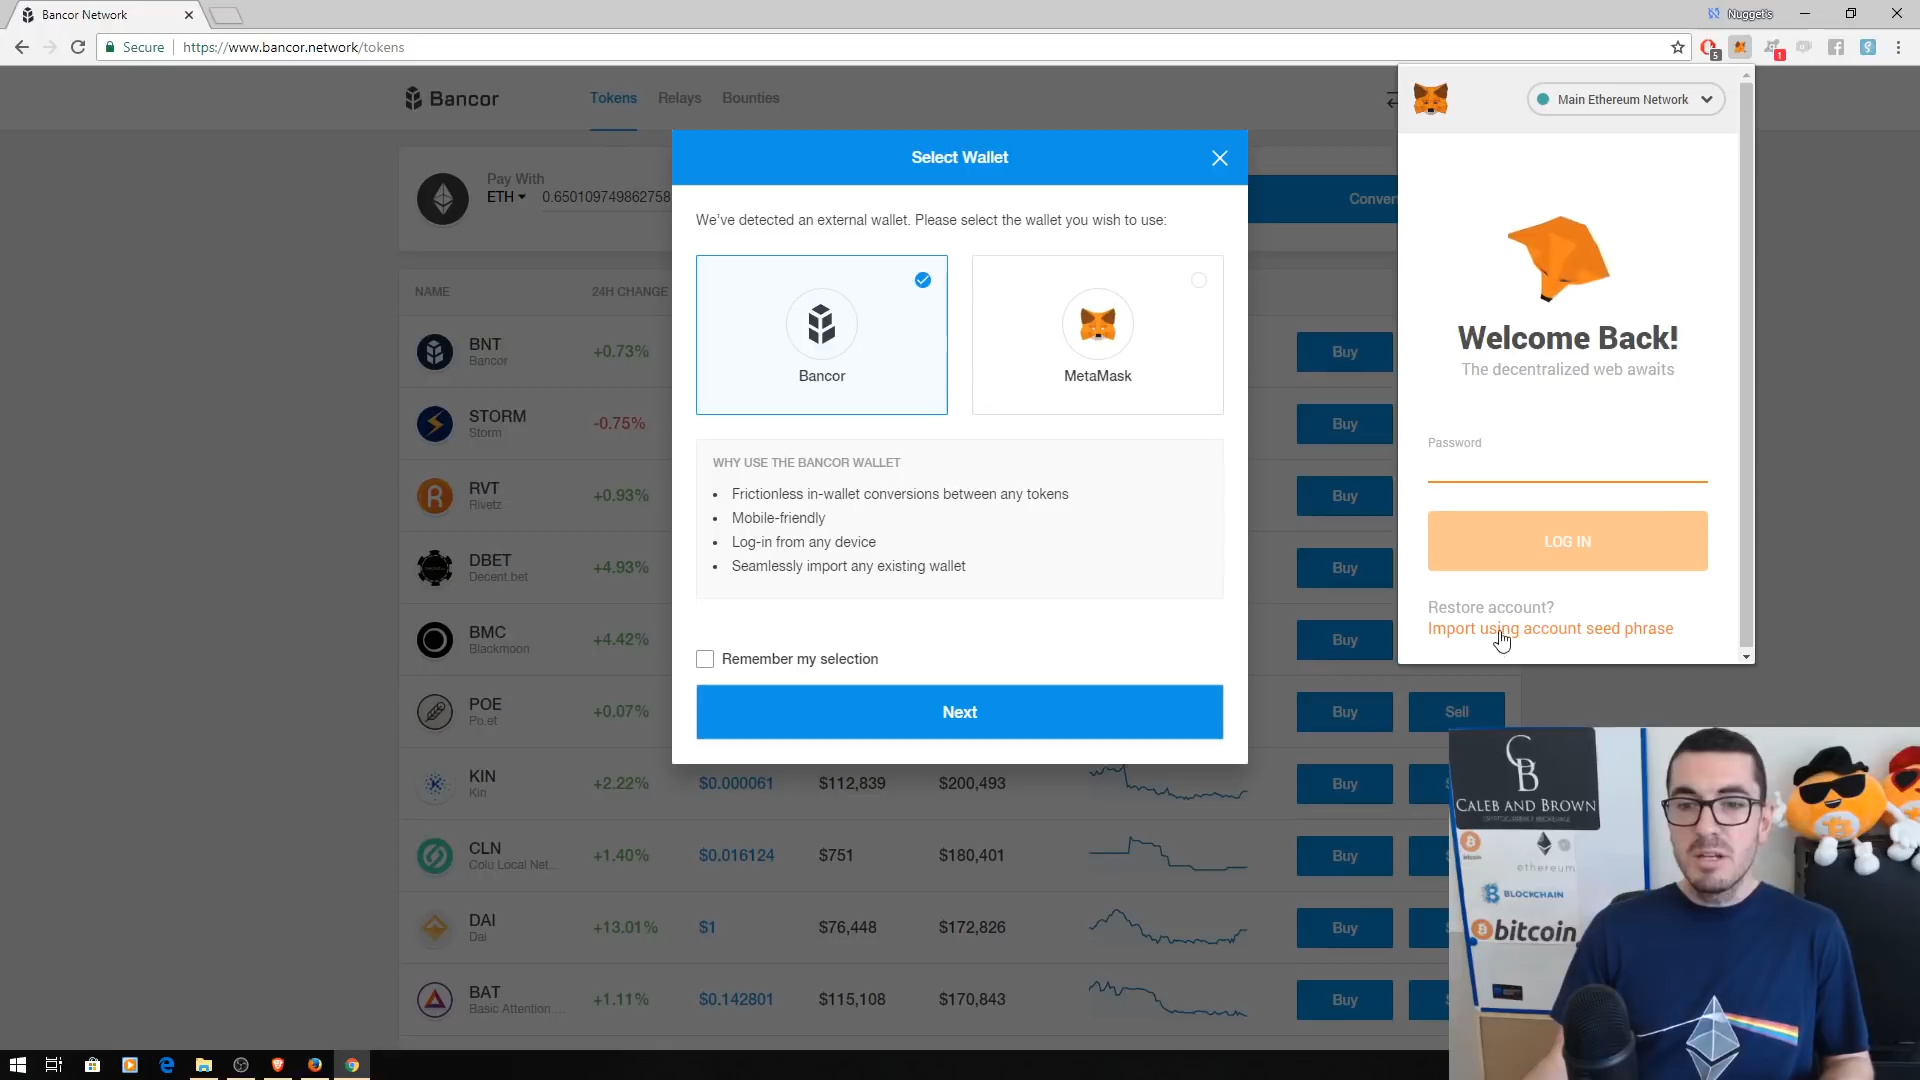 Bancor Network
Nugget's
Secure
https://www.bancor.network/tokens
5
1
Bancor
Tokens
Relays
Bounties
Pay With
ETH
0.650109749862758
Conver
NAME
24H CHANGE
BNT
Bancor
+0.73%
Buy
STORM
Storm
-0.75%
Buy
RVT
Rivetz
+0.93%
Buy
DBET
Decent.bet
+4.93%
Buy
BMC
Blackmoon
+4.42%
Buy
POE
Po.et
+0.07%
Buy
Sell
KIN
Kin
+2.22%
$0.000061
$112,839
$200,493
Buy
S
CLN
Colu Local Net...
+1.40%
$0.016124
$751
$180,401
Buy
S
DAI
Dai
+13.01%
$1
$76,448
$172,826
Buy
S
BAT
Basic Attention ...
+1.11%
$0.142801
$115,108
$170,843
Buy
S
Select Wallet
We've detected an external wallet. Please select the wallet you wish to use:
Bancor
MetaMask
WHY USE THE BANCOR WALLET
• Frictionless in-wallet conversions between any tokens
• Mobile-friendly
• Log-in from any device
• Seamlessly import any existing wallet
Remember my selection
Next
Main Ethereum Network
Welcome Back!
The decentralized web awaits
Password
LOG IN
Restore account?
Import using account seed phrase
CB
CALEB AND BROWN
CRYPTOCURRENCY BROKERAGE
bitcoin
ethereum
BLOCKCHAIN
bitcoin